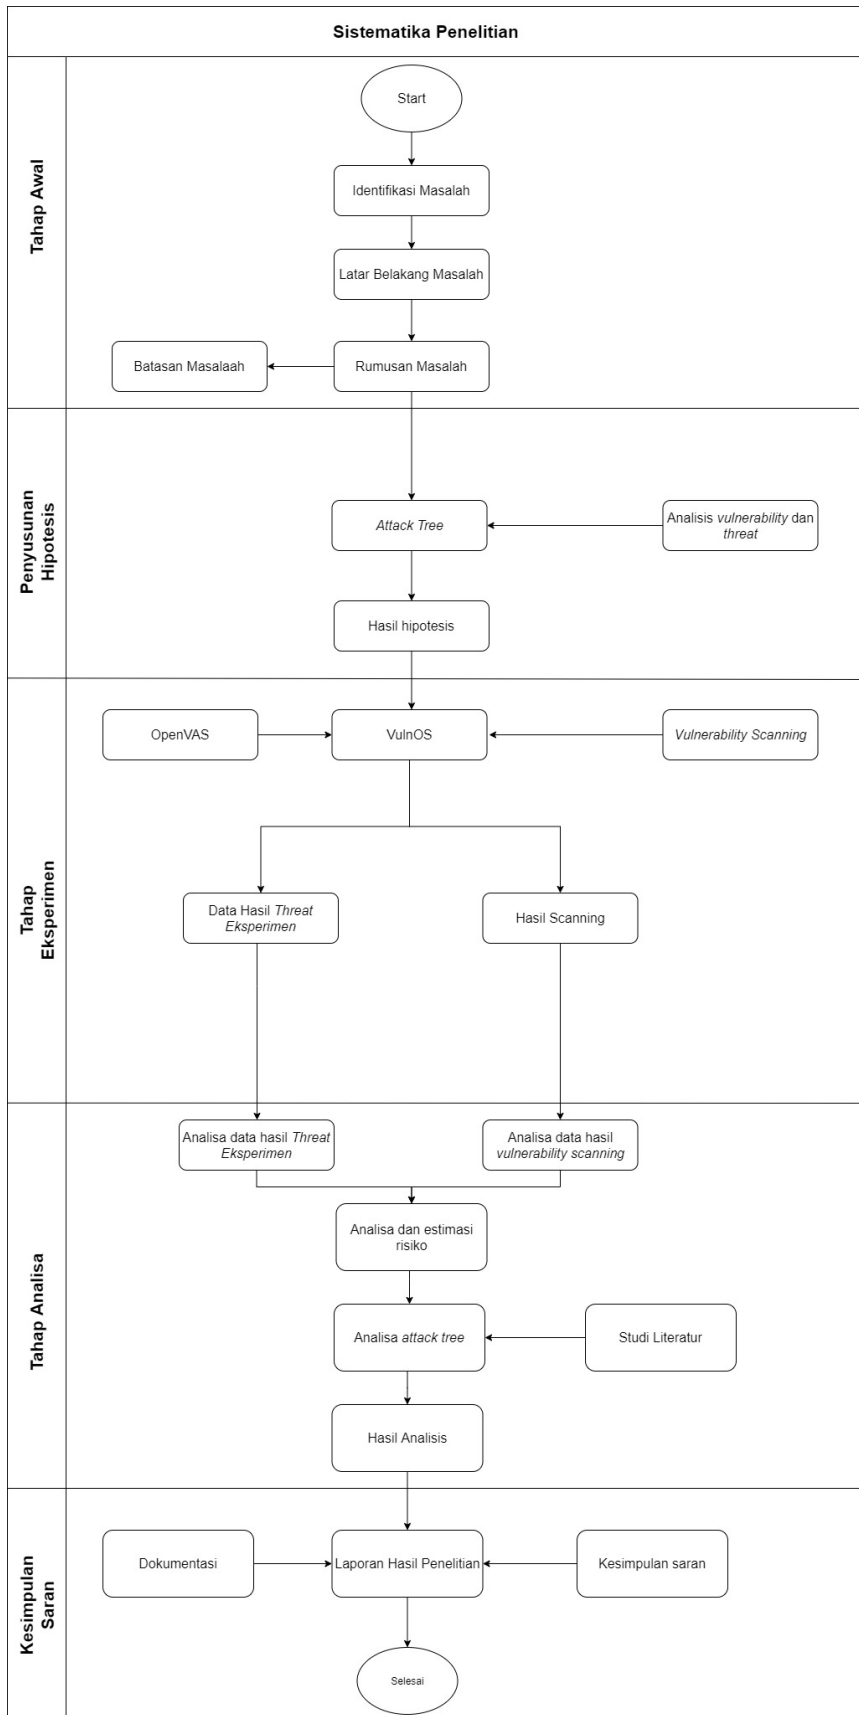 Sistematika Penelitian
Tahap Awal
Start
Identifikasi Masalah
Latar Belakang Masalah
Batasan Masalaah
Rumusan Masalah
Penyusunan
Hipotesis
Attack Tree
Analisis vulnerability dan
threat
Hasil hipotesis
Tahap
Eksperimen
OpenVAS
VulnOS
Vulnerability Scanning
Data Hasil Threat
Eksperimen
Hasil Scanning
Tahap Analisa
Analisa data hasil Threat
Eksperimen
Analisa data hasil
vulnerability scanning
Analisa dan estimasi
risiko
Analisa attack tree
Studi Literatur
Hasil Analisis
Kesimpulan
Saran
Dokumentasi
Laporan Hasil Penelitian
Kesimpulan saran
Selesai